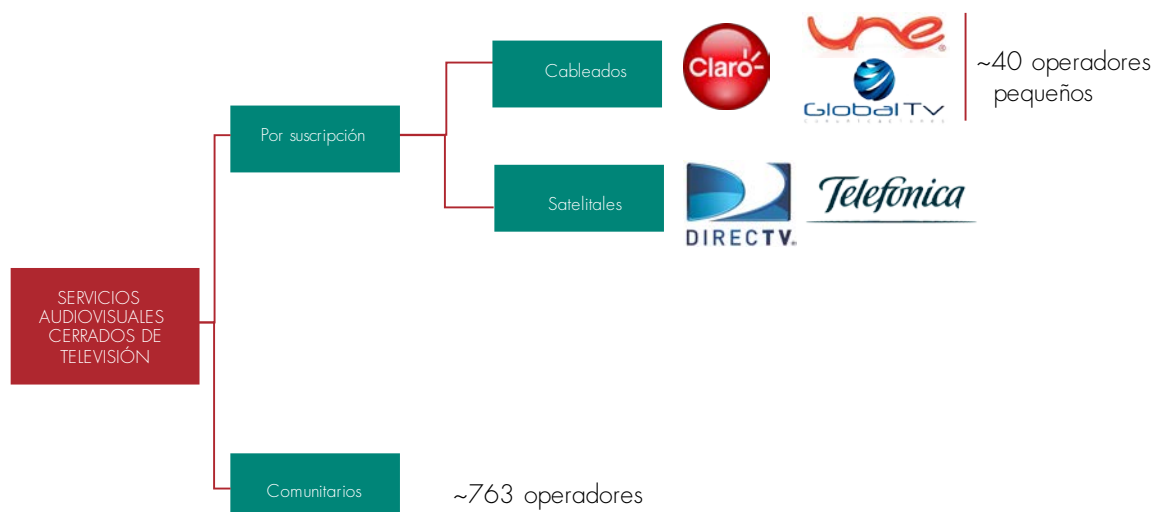 Cableados
Claro
une
GlobalTV
COMUNICACIONES
~40 operadores
pequeños
Por suscripción
Satelitales
DIRECTV
Telefónica
SERVICIOS
AUDIOVISUALES
CERRADOS DE
TELEVISIÓN
Comunitarios
~763 operadores